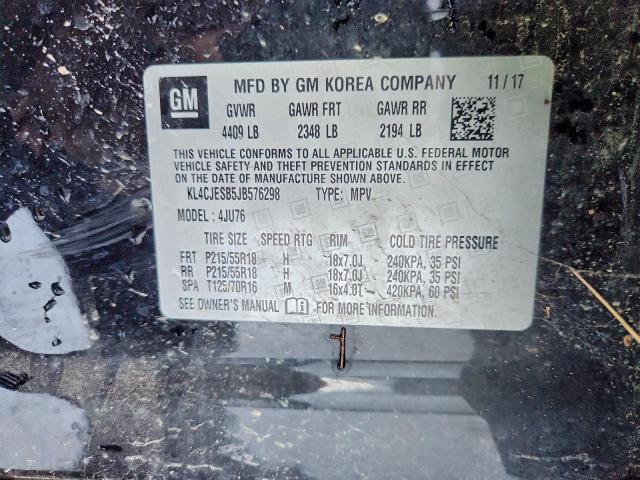 GM
MFD BY GM KOREA COMPANY 11/17
GVWR GAWR FRT GAWR RR
4409 LB 2348 LB 2194 LB
THIS VEHICLE CONFORMS TO ALL APPLICABLE U.S. FEDERAL MOTOR
VEHICLE SAFETY AND THEFT PREVENTION STANDARDS IN EFFECT
ON THE DATE OF MANUFACTURE SHOWN ABOVE.
KL4CJESB5JB576298 TYPE: MPV
MODEL : 4JU76
TIRE SIZE SPEED RTG RIM COLD TIRE PRESSURE
FRT P215/55R18 H 18x7.0J 240KPA, 35 PSI
RR P215/55R18 H 18x7.0J 240KPA, 35 PSI
SPA T125/70R16 M 16x4.0T 420KPA, 60 PSI
SEE OWNER'S MANUAL FOR MORE INFORMATION.